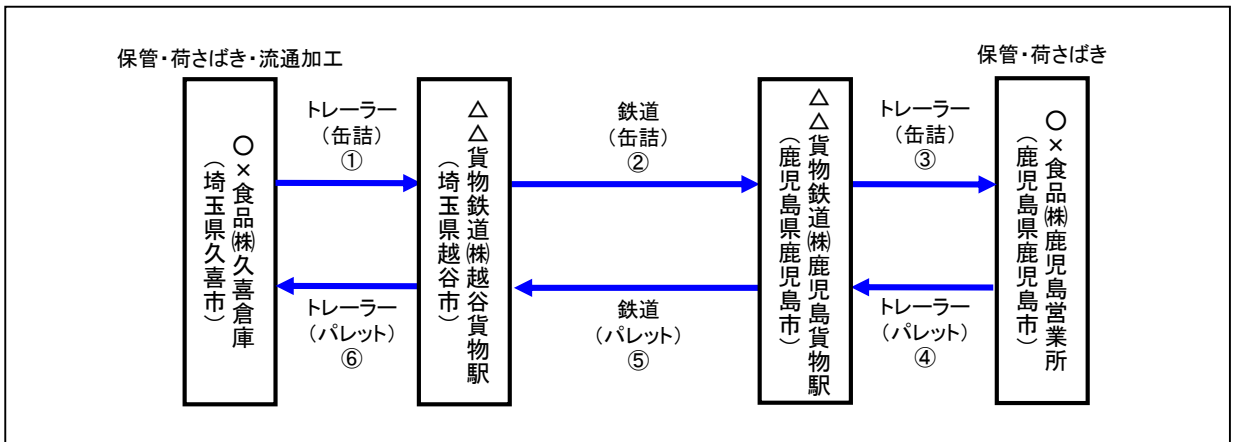 保管・荷さばき・流通加工
保管・荷さばき
〇×食品㈱久喜倉庫
（埼玉県久喜市）
トレーラー
（缶詰）
①
トレーラー
（パレット）
⑥
△△貨物鉄道㈱越谷貨物駅
（埼玉県越谷市）
鉄道
（缶詰）
②
鉄道
（パレット）
⑤
△△貨物鉄道㈱鹿児島貨物駅
（鹿児島県鹿児島市）
トレーラー
（缶詰）
③
トレーラー
（パレット）
④
〇×食品㈱鹿児島営業所
（鹿児島県鹿児島市）